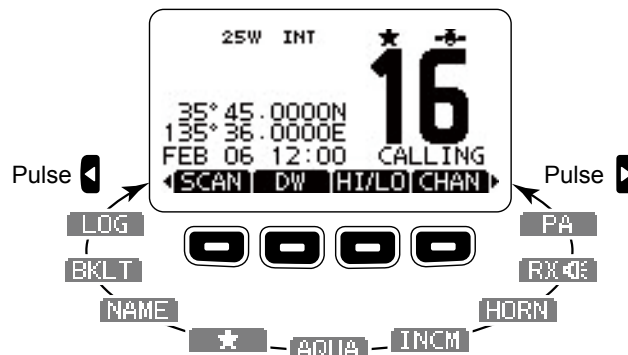 25W INT
16
35° 45.0000N
135° 36.0000E
FEB 06 12:00 CALLING
SCAN DW HI/LO CHAN
Pulse Pulse
LOG PA
BKLT RX
NAME HORN
AQUA INCM